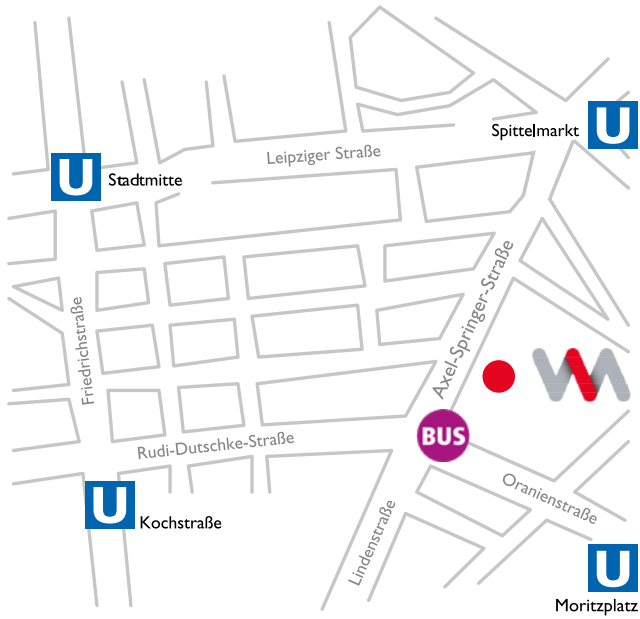 Spittelmarkt
U
Leipziger Straße
U
Stadtmitte
Axel-Springer-Straße
Friedrichstraße
BUS
Rudi-Dutschke-Straße
Oranienstraße
U
Kochstraße
Lindenstraße
U
Moritzplatz